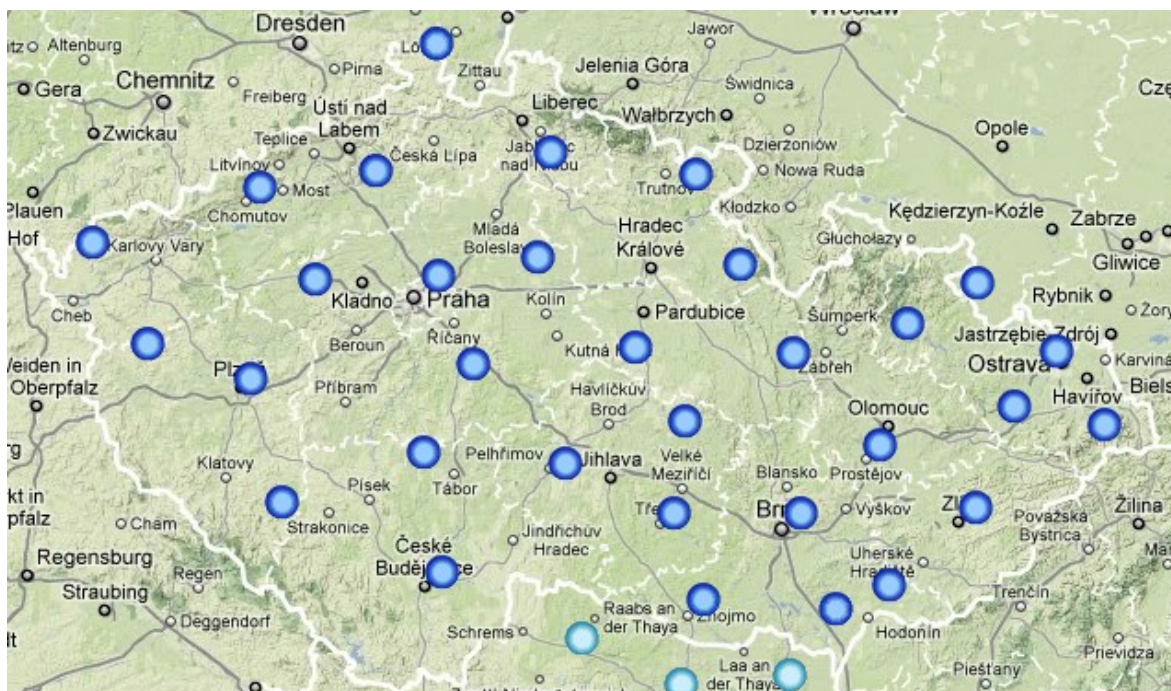 Dresden
Altenburg
Jawor
Pirna
Zittau
Jelenia Góra
Chemnitz
Gera
Freiberg
Świdnica
Ústí nad
Labem
Liberec
Wałbrzych
Zwickau
Teplice
Opole
Česká Lípa
Dzierżoniów
Litvínov
Most
Trutnov
Nowa Ruda
Plauen
Chomutov
Kłodzko
Kędzierzyn-Koźle
Zabrze
Hof
Mladá
Boleslav
Hradec
Králové
Głuchołazy
Karlovy Vary
Gliwice
Kladno
Praha
Kolín
Rybnik
Cheb
Pardubice
Šumperk
Żory
Říčany
Beroun
Jastrzębie-Zdrój
Weiden in
Oberpfalz
Kutná
Zábřeh
Ostrava
Karviná
Příbram
Havlíčkův
Brod
Havířov
Olomouc
Klatovy
Pelhřimov
Jihlava
Velké
Meziříčí
Blansko
Prostějov
Písek
Tábor
Cham
Strakonice
Vyškov
Považská
Bystrica
Žilina
Jindřichův
Hradec
České
Regensburg
Regen
Uherské
Straubing
Raabs an
der Thaya
Znojmo
Trenčín
Deggendorf
Schrems
Hodonín
Laa an
der Thaya
Prievidza
Piešťany